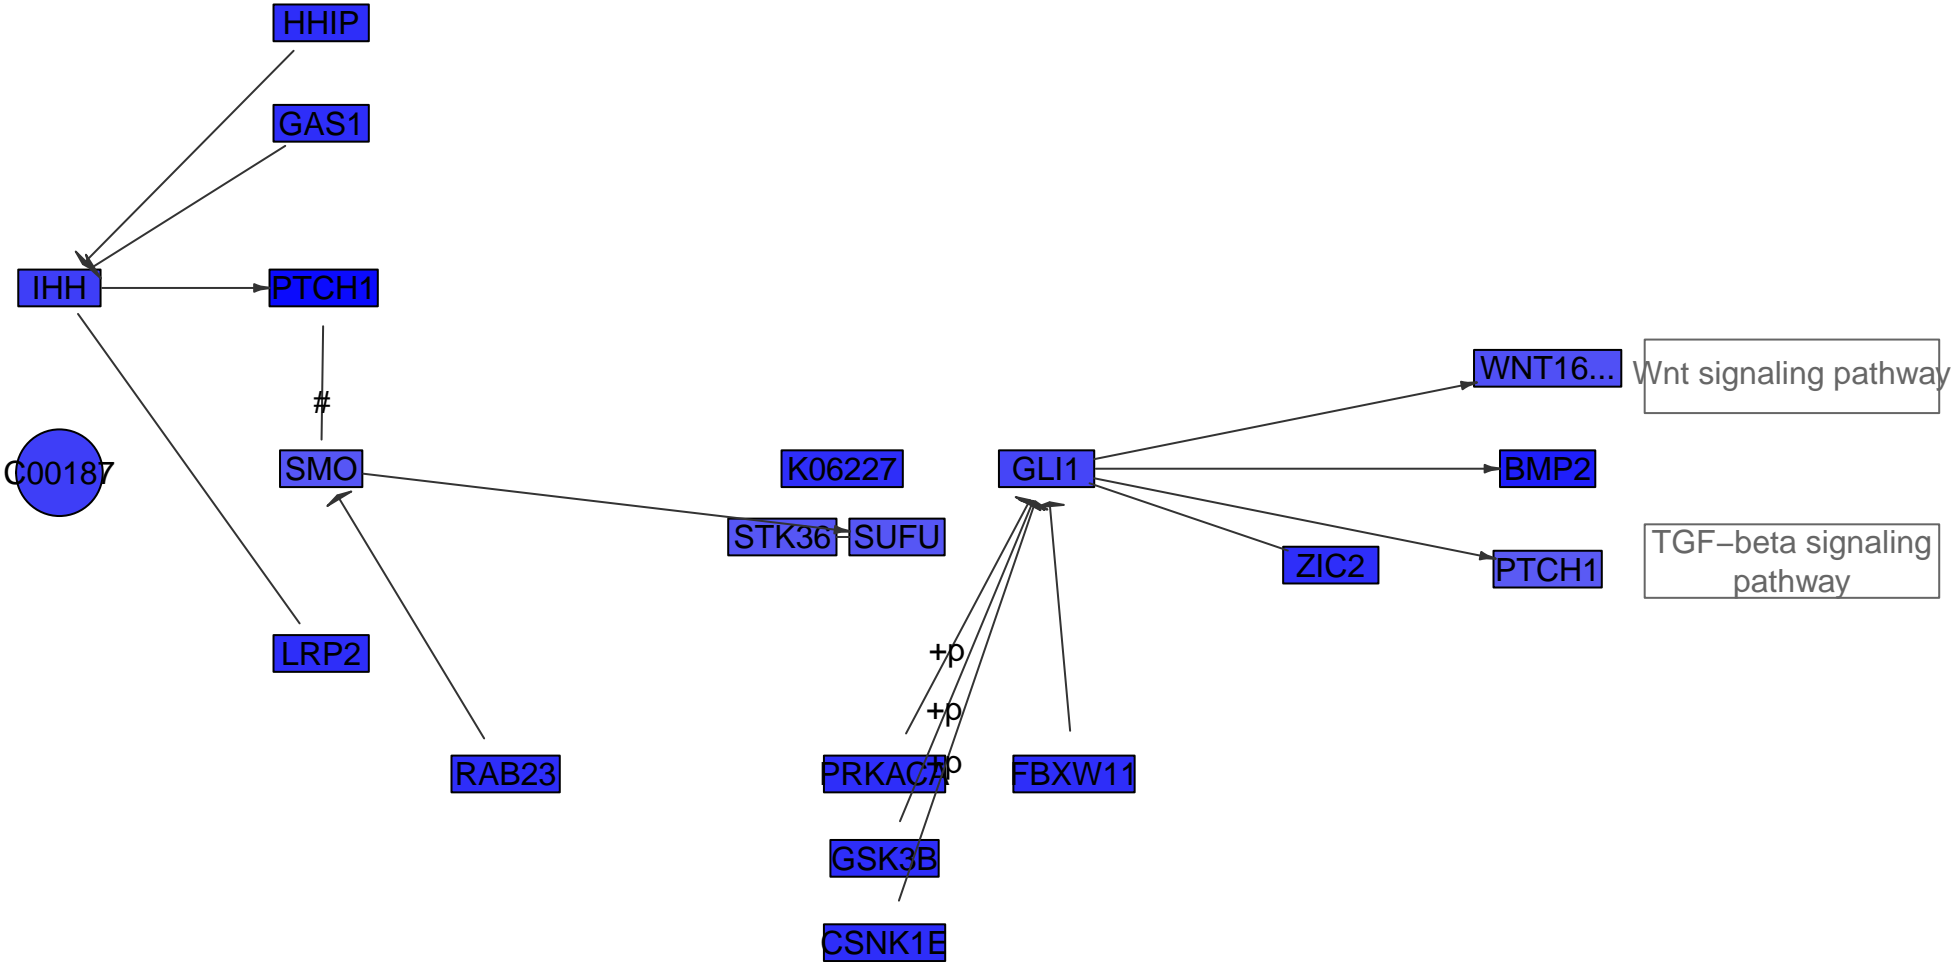 HHIP
GAS1
IHH
PTCH1
WNT16...
Wnt signaling pathway
#
C00187
SMO
K06227
GLI1
BMP2
STK36
SUFU
ZIC2
PTCH1
TGF−beta signaling
pathway
LRP2
+p
+p
+p
RAB23
PRKACA
FBXW11
GSK3B
CSNK1E